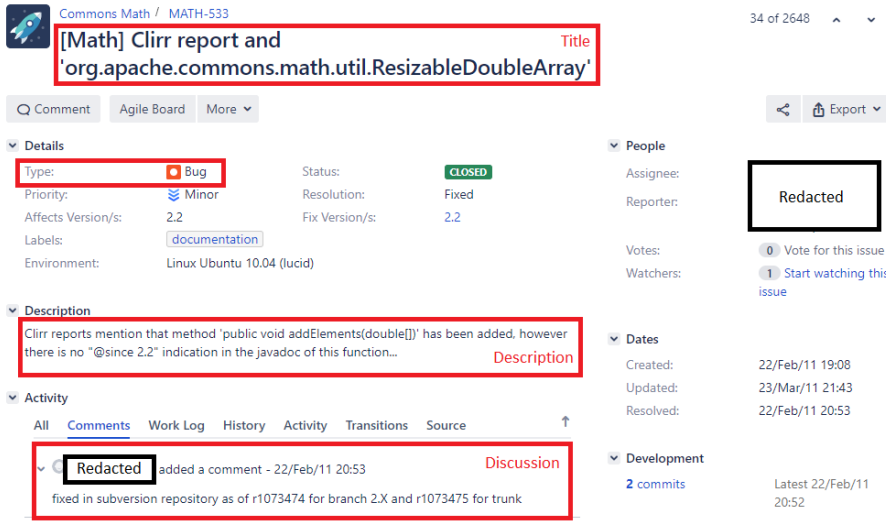 Commons Math / MATH-533
34 of 2648
[Math] Clirr report and
Title
'org.apache.commons.math.util.ResizableDoubleArray'
Comment Agile Board More
Export
Details
Type: Bug
Status: CLOSED
Priority: Minor
Resolution: Fixed
Affects Version/s: 2.2
Fix Version/s: 2.2
Labels: documentation
Environment: Linux Ubuntu 10.04 (lucid)
People
Assignee:
Reporter:
Redacted
Votes: 0 Vote for this issue
Watchers: 1 Start watching this
issue
Description
Clirr reports mention that method 'public void addElements(double[])' has been added, however
there is no "@since 2.2" indication in the javadoc of this function...
Description
Dates
Created: 22/Feb/11 19:08
Updated: 23/Mar/11 21:43
Resolved: 22/Feb/11 20:53
Activity
All Comments Work Log History Activity Transitions Source
Redacted added a comment - 22/Feb/11 20:53
Discussion
fixed in subversion repository as of r1073474 for branch 2.X and r1073475 for trunk
Development
2 commits
Latest 22/Feb/11
20:52